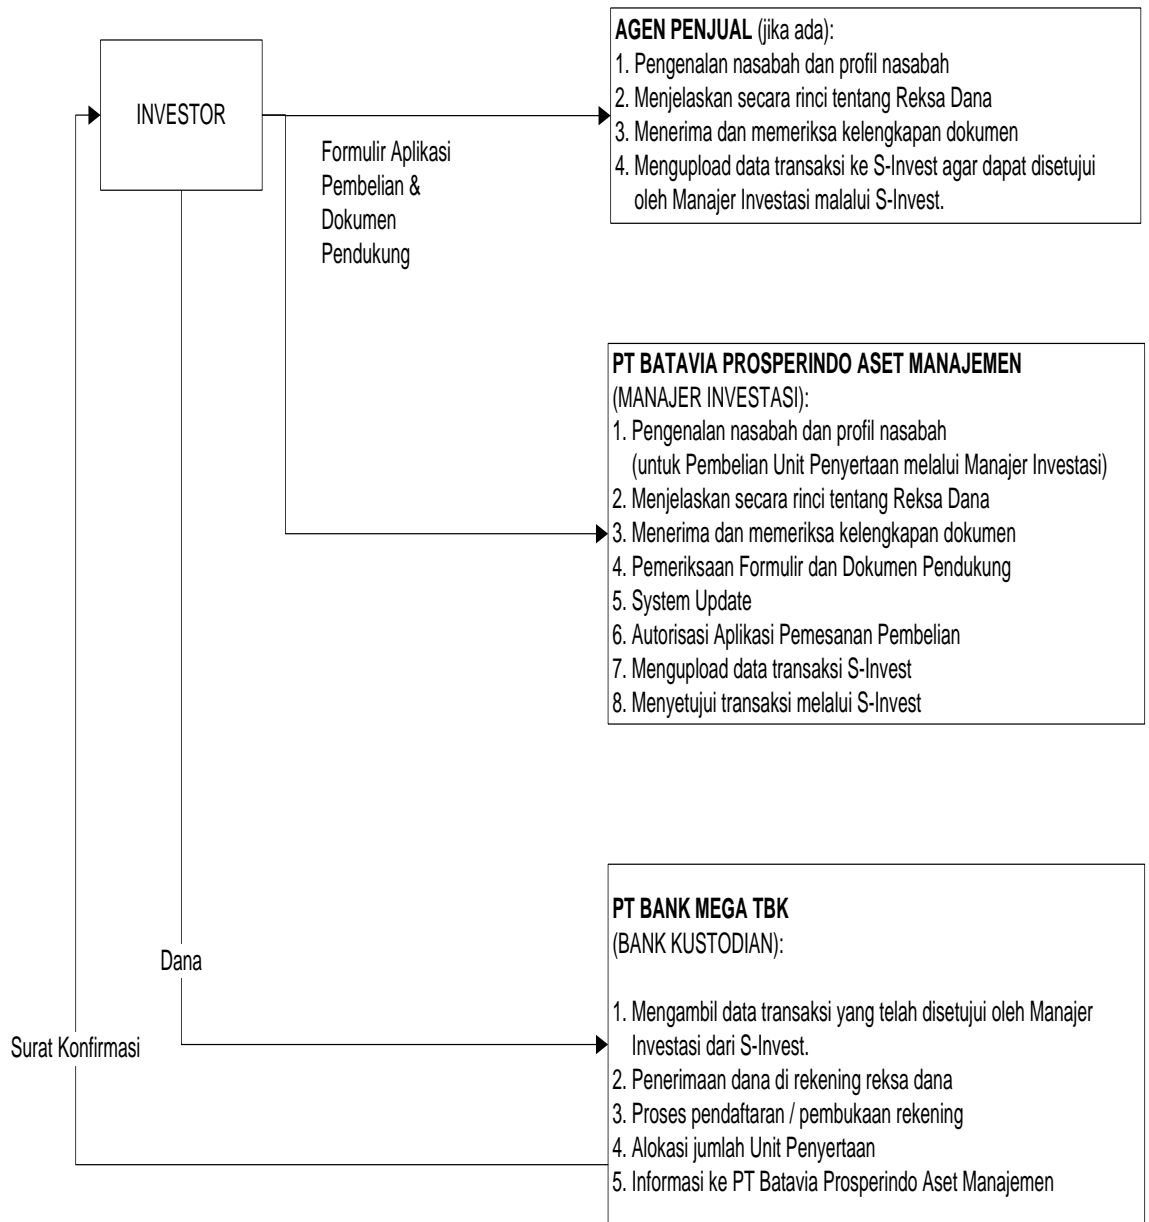 INVESTOR
Formulir Aplikasi
Pembelian &
Dokumen
Pendukung
AGEN PENJUAL (jika ada):
1. Pengenalan nasabah dan profil nasabah
2. Menjelaskan secara rinci tentang Reksa Dana
3. Menerima dan memeriksa kelengkapan dokumen
4. Mengupload data transaksi ke S-Invest agar dapat disetujui
oleh Manajer Investasi malalui S-Invest.
PT BATAVIA PROSPERINDO ASET MANAJEMEN
(MANAJER INVESTASI):
1. Pengenalan nasabah dan profil nasabah
(untuk Pembelian Unit Penyertaan melalui Manajer Investasi)
2. Menjelaskan secara rinci tentang Reksa Dana
3. Menerima dan memeriksa kelengkapan dokumen
4. Pemeriksaan Formulir dan Dokumen Pendukung
5. System Update
6. Autorisasi Aplikasi Pemesanan Pembelian
7. Mengupload data transaksi S-Invest
8. Menyetujui transaksi melalui S-Invest
Dana
Surat Konfirmasi
PT BANK MEGA TBK
(BANK KUSTODIAN):
1. Mengambil data transaksi yang telah disetujui oleh Manajer
Investasi dari S-Invest.
2. Penerimaan dana di rekening reksa dana
3. Proses pendaftaran / pembukaan rekening
4. Alokasi jumlah Unit Penyertaan
5. Informasi ke PT Batavia Prosperindo Aset Manajemen